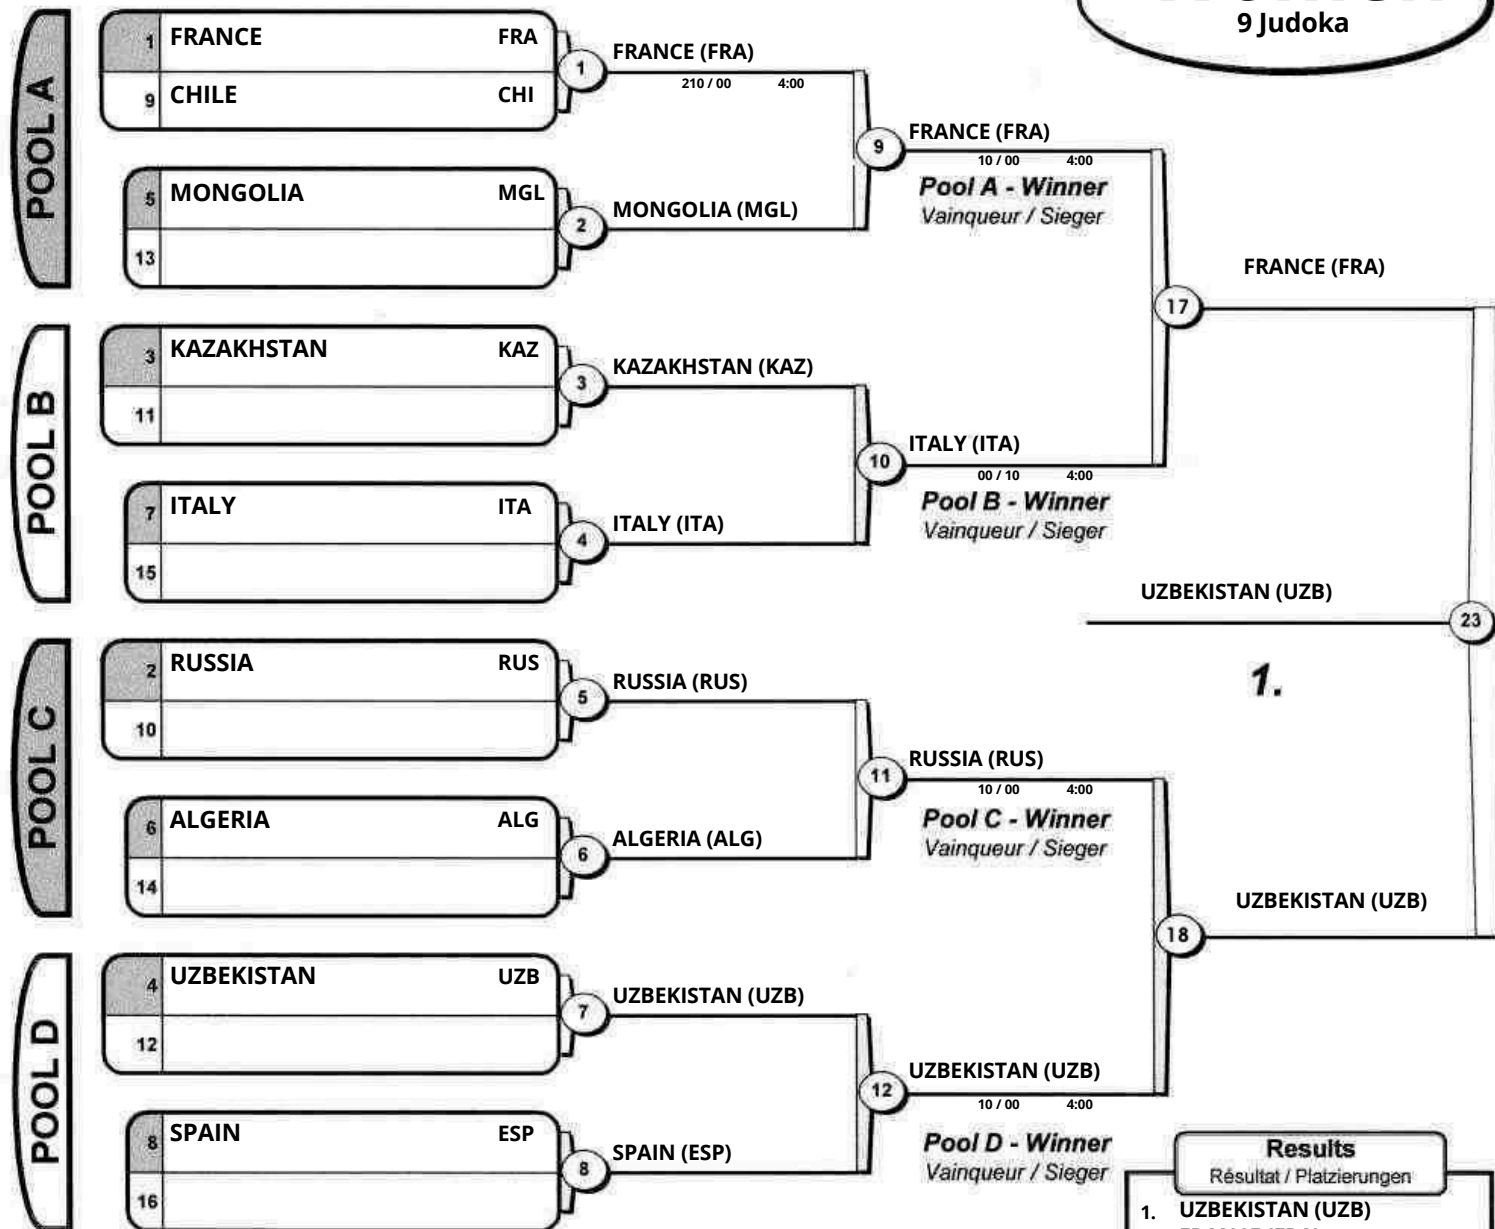 9 Judoka
POOL A
1 FRANCE FRA
9 CHILE CHI
1
FRANCE (FRA)
210 / 00 4:00
5 MONGOLIA MGL
13
2
MONGOLIA (MGL)
9
FRANCE (FRA)
10 / 00 4:00
Pool A - Winner
Vainqueur / Sieger
POOL B
3 KAZAKHSTAN KAZ
11
3
KAZAKHSTAN (KAZ)
7 ITALY ITA
15
4
ITALY (ITA)
10
ITALY (ITA)
00 / 10 4:00
Pool B - Winner
Vainqueur / Sieger
17
FRANCE (FRA)
POOL C
2 RUSSIA RUS
10
5
RUSSIA (RUS)
6 ALGERIA ALG
14
6
ALGERIA (ALG)
11
RUSSIA (RUS)
10 / 00 4:00
Pool C - Winner
Vainqueur / Sieger
POOL D
4 UZBEKISTAN UZB
12
7
UZBEKISTAN (UZB)
8 SPAIN ESP
16
8
SPAIN (ESP)
12
UZBEKISTAN (UZB)
10 / 00 4:00
Pool D - Winner
Vainqueur / Sieger
18
UZBEKISTAN (UZB)
UZBEKISTAN (UZB)
23
1.
Results
Résultat / Platzierungen
1. UZBEKISTAN (UZB)